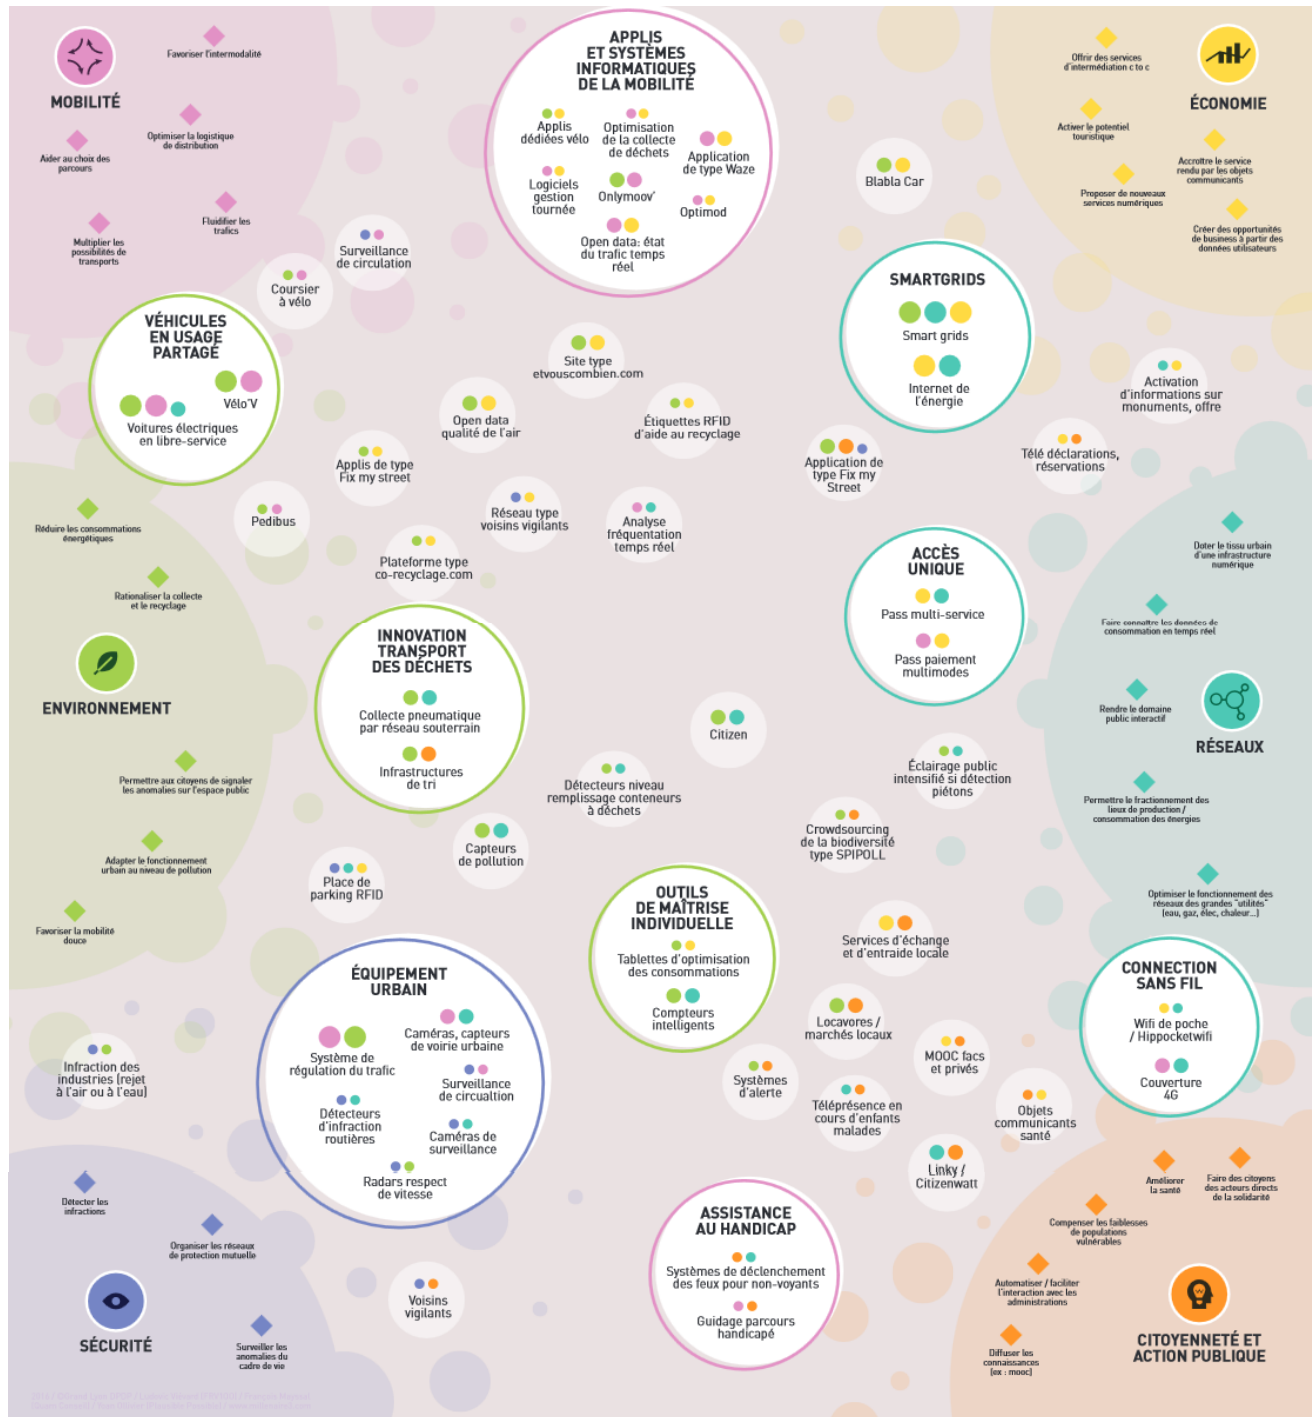 MOBILITÉ
Favoriser l'intermodalité
Optimiser la logistique
de distribution
Aider au choix des
parcours
Fluidifier les
trafics
Multiplier les
possibilités de
transports
APPLIS
ET SYSTÈMES
INFORMATIQUES
DE LA MOBILITÉ
Applis
dédiées vélo
Optimisation
de la collecte
de déchets
Application
de type Waze
Logiciels
gestion
tournée
Onlymoov'
Optimod
Open data: état
du trafic temps
réel
ÉCONOMIE
Offrir des services
d'intermédiation c to c
Activer le potentiel
touristique
Accroître le service
rendu par les objets
communicants
Proposer de nouveaux
services numériques
Créer des opportunités
de business à partir des
données utilisateurs
Blabla Car
Surveillance
de circulation
Coursier
à vélo
VÉHICULES
EN USAGE
PARTAGÉ
Vélo'V
Voitures électriques
en libre-service
SMARTGRIDS
Smart grids
Internet de
l'énergie
Site type
etvouscombien.com
Open data
qualité de l'air
Étiquettes RFID
d'aide au recyclage
Activation
d'informations sur
monuments, offre
Télé déclarations,
réservations
Application de
type Fix my
Street
Applis de type
Fix my street
Réseau type
voisins vigilants
Analyse
fréquentation
temps réel
Pedibus
Plateforme type
co-recyclage.com
Réduire les consommations
énergétiques
Rationaliser la collecte
et le recyclage
ENVIRONNEMENT
Permettre aux citoyens de signaler
les anomalies sur l'espace public
Adapter le fonctionnement
urbain au niveau de pollution
Favoriser la mobilité
douce
ACCÈS
UNIQUE
Pass multi-service
Pass paiement
multimodes
Doter le tissu urbain
d'une infrastructure
numérique
Faire connaître les données de
consommation en temps réel
Rendre le domaine
public interactif
RÉSEAUX
Permettre le fractionnement des
lieux de production /
consommation des énergies
Optimiser le fonctionnement des
réseaux des grandes "utilités"
(eau, gaz, élec, chaleur...)
INNOVATION
TRANSPORT
DES DÉCHETS
Collecte pneumatique
par réseau souterrain
Infrastructures
de tri
Citizen
Détecteurs niveau
remplissage conteneurs
à déchets
Éclairage public
intensifié si détection
piétons
Crowdsourcing
de la biodiversité
type SPIPOLL
Capteurs
de pollution
Place de
parking RFID
OUTILS
DE MAÎTRISE
INDIVIDUELLE
Tablettes d'optimisation
des consommations
Compteurs
intelligents
Services d'échange
et d'entraide locale
Locavores /
marchés locaux
MOOC facs
et privés
Systèmes
d'alerte
Téléprésence en
cours d'enfants
malades
Objets
communicants
santé
Linky /
Citizenwatt
CONNECTION
SANS FIL
Wifi de poche
/ Hippocketwifi
Couverture
4G
ÉQUIPEMENT
URBAIN
Système de
régulation du trafic
Caméras, capteurs
de voirie urbaine
Surveillance
de circualtion
Détecteurs
d'infraction
routières
Caméras de
surveillance
Radars respect
de vitesse
Infraction des
industries (rejet
à l'air ou à l'eau)
Détecter les
infractions
Organiser les réseaux
de protection mutuelle
SÉCURITÉ
Surveiller les
anomalies du
cadre de vie
Voisins
vigilants
ASSISTANCE
AU HANDICAP
Systèmes de déclenchement
des feux pour non-voyants
Guidage parcours
handicapé
Améliorer
la santé
Faire des citoyens
des acteurs directs
de la solidarité
Compenser les faiblesses
de populations
vulnérables
Automatiser / faciliter
l'interaction avec les
administrations
Diffuser les
connaissances
(ex : mooc)
CITOYENNETÉ ET
ACTION PUBLIQUE